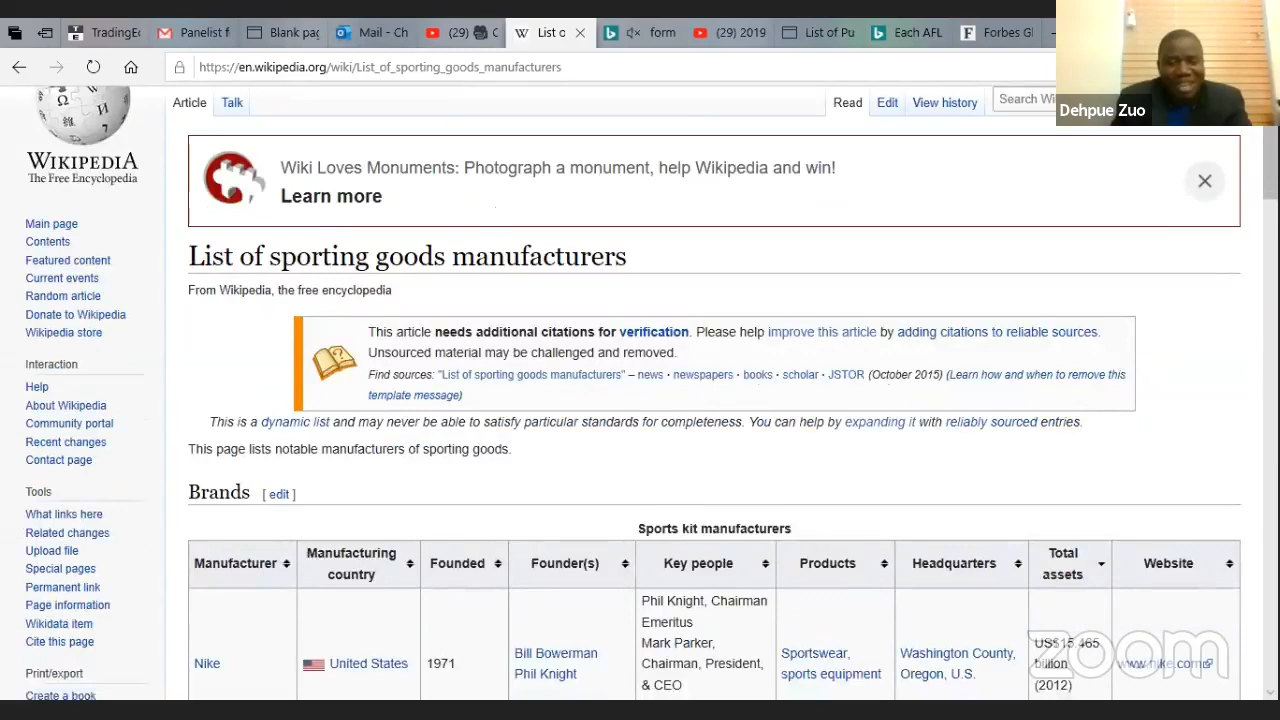 TradingEd
Panelist f
Blank pag
Mail - Ch
(29)
C
List o
form
(29) 2019
List of Pu
Each AFL
Forbes Gl
https://en.wikipedia.org/wiki/List_of_sporting_goods_manufacturers
Dehpue Zuo
WIKIPEDIA
The Free Encyclopedia
Article
Talk
Read
Edit
View history
Search Wi
Wiki Loves Monuments: Photograph a monument, help Wikipedia and win!
Learn more
Main page
Contents
Featured content
Current events
Random article
Donate to Wikipedia
Wikipedia store
Interaction
Help
About Wikipedia
Community portal
Recent changes
Contact page
Tools
What links here
Related changes
Upload file
Special pages
Permanent link
Page information
Wikidata item
Cite this page
Print/export
Create a book
List of sporting goods manufacturers
From Wikipedia, the free encyclopedia
This article needs additional citations for verification. Please help improve this article by adding citations to reliable sources.
Unsourced material may be challenged and removed.
Find sources: "List of sporting goods manufacturers" – news · newspapers · books · scholar · JSTOR (October 2015) (Learn how and when to remove this
template message)
This is a dynamic list and may never be able to satisfy particular standards for completeness. You can help by expanding it with reliably sourced entries.
This page lists notable manufacturers of sporting goods.
Brands [ edit ]
Sports kit manufacturers
Manufacturer
Manufacturing
country
Founded
Founder(s)
Key people
Products
Headquarters
Total
assets
Website
Nike
United States
1971
Bill Bowerman
Phil Knight
Phil Knight, Chairman
Emeritus
Mark Parker,
Chairman, President,
& CEO
Sportswear,
sports equipment
Washington County,
Oregon, U.S.
US$15.465
billion
(2012)
www.nike.com
zoom